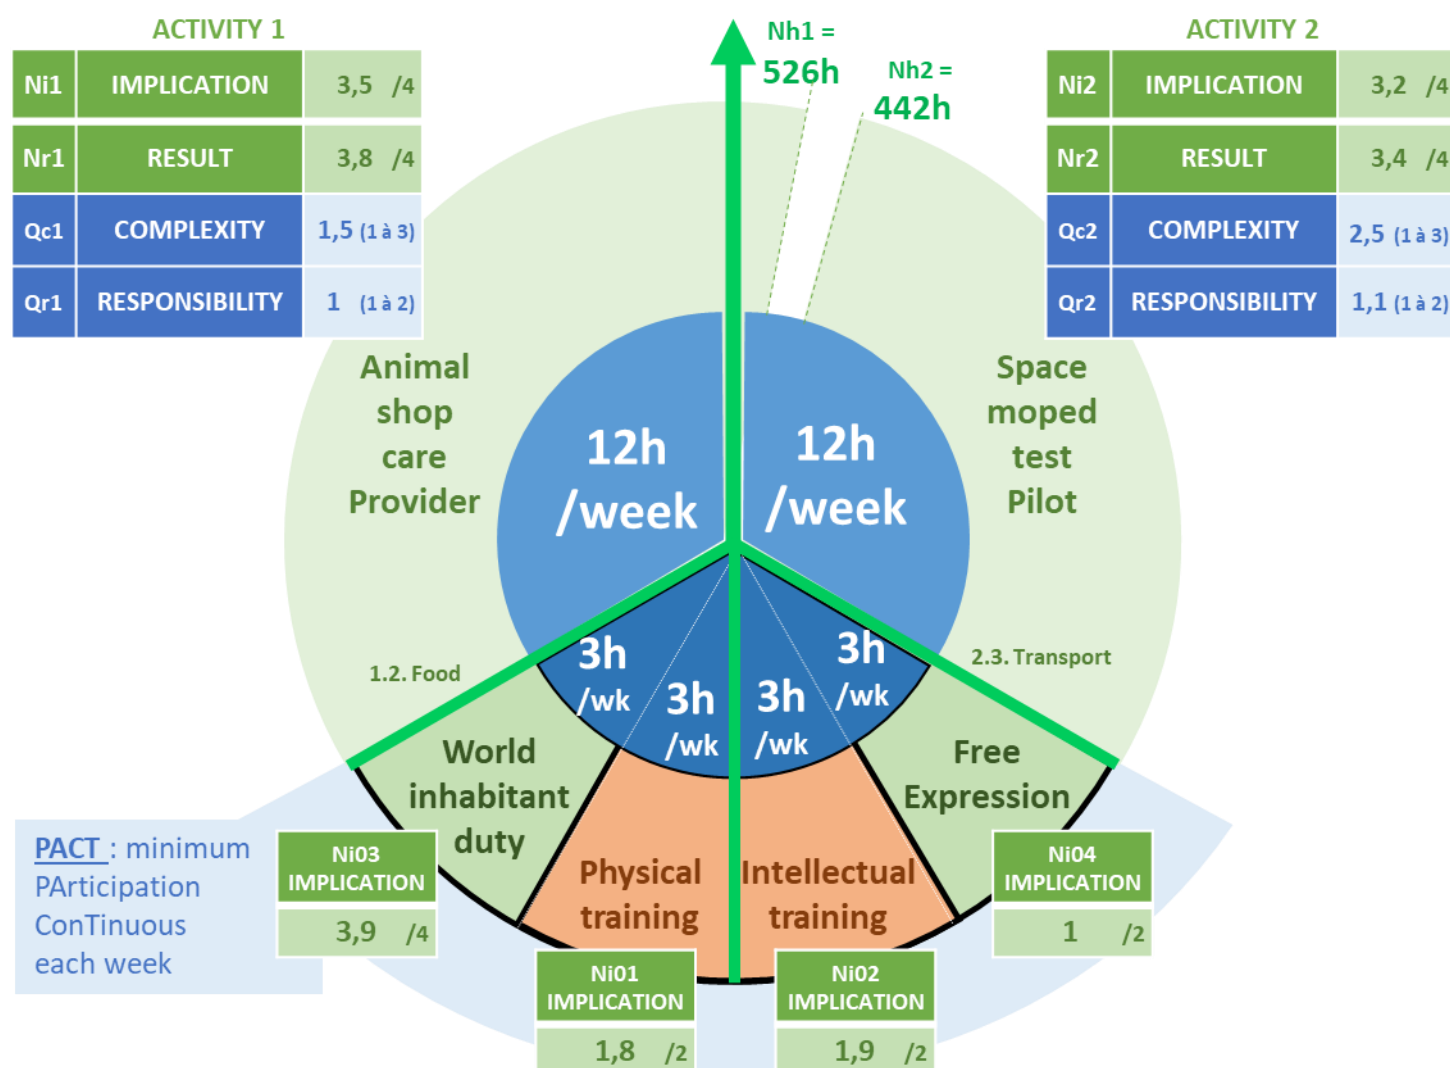 ACTIVITY 1
Ni1 IMPLICATION 3,5 /4
Nr1 RESULT 3,8 /4
Qc1 COMPLEXITY 1,5 (1 à 3)
Qr1 RESPONSIBILITY 1 (1 à 2)
Nh1 =
526h
Nh2 =
442h
ACTIVITY 2
Ni2 IMPLICATION 3,2 /4
Nr2 RESULT 3,4 /4
Qc2 COMPLEXITY 2,5 (1 à 3)
Qr2 RESPONSIBILITY 1,1 (1 à 2)
Animal
shop
care
Provider
12h
/week
12h
/week
Space
moped
test
Pilot
1.2. Food
3h
/wk
3h
/wk
3h
/wk
3h
/wk
2.3. Transport
World
inhabitant
duty
Physical
training
Intellectual
training
Free
Expression
PACT : minimum
PArticipation
ConTinuous
each week
Ni03
IMPLICATION
3,9 /4
Ni01
IMPLICATION
1,8 /2
Ni02
IMPLICATION
1,9 /2
Ni04
IMPLICATION
1 /2